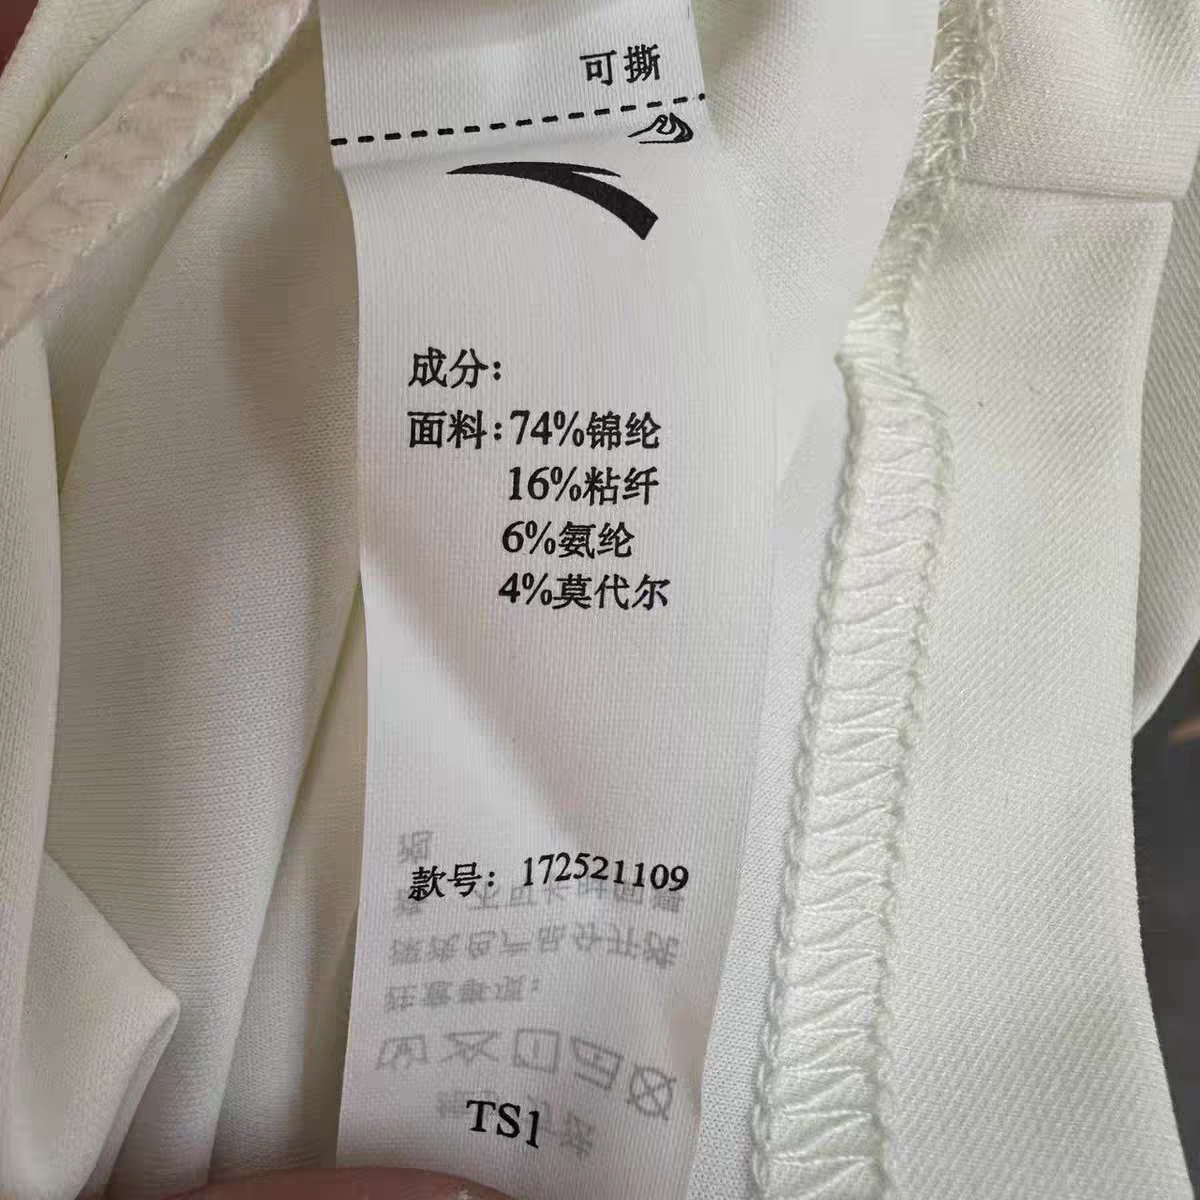 可撕
成分：
面料：74%锦纶
16%粘纤
6%氨纶
4%莫代尔
款号：172521109
TS1